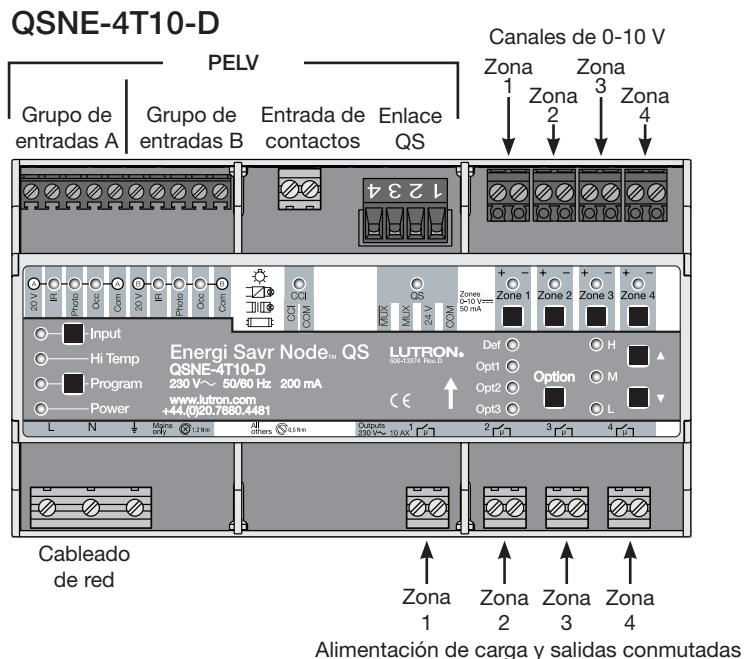 QSNE-4T10-D
PELV
Canales de 0-10 V
Zona 1
Zona 2
Zona 3
Zona 4
Grupo de entradas A
Grupo de entradas B
Entrada de contactos
Enlace QS
4 3 2 1
20 V
IR
Photo
Occ
Com
A
A
20 V
IR
Photo
Occ
Com
B
B
CCI
CCI
COM
QS
MUX
MUX
24 V
COM
Zones
0-10 V
50 mA
+ - + - + - + -
Zone 1 Zone 2 Zone 3 Zone 4
Input
Hi Temp
Program
Power
Energi Savr Node™ QS
QSNE-4T10-D
230 V~ 50/60 Hz 200 mA
www.lutron.com
+44.(0)20.7680.4481
LUTRON®
500-13374 Rev. D
CE
Def
Opt1
Opt2
Opt3
Option
H
M
L
L N
Mains only 1,2 Nm
All others 0,5 Nm
Outputs
230 V~ 10 AX
1 μ 2 μ 3 μ 4 μ
Cableado de red
Zona 1
Zona 2
Zona 3
Zona 4
Alimentación de carga y salidas conmutadas